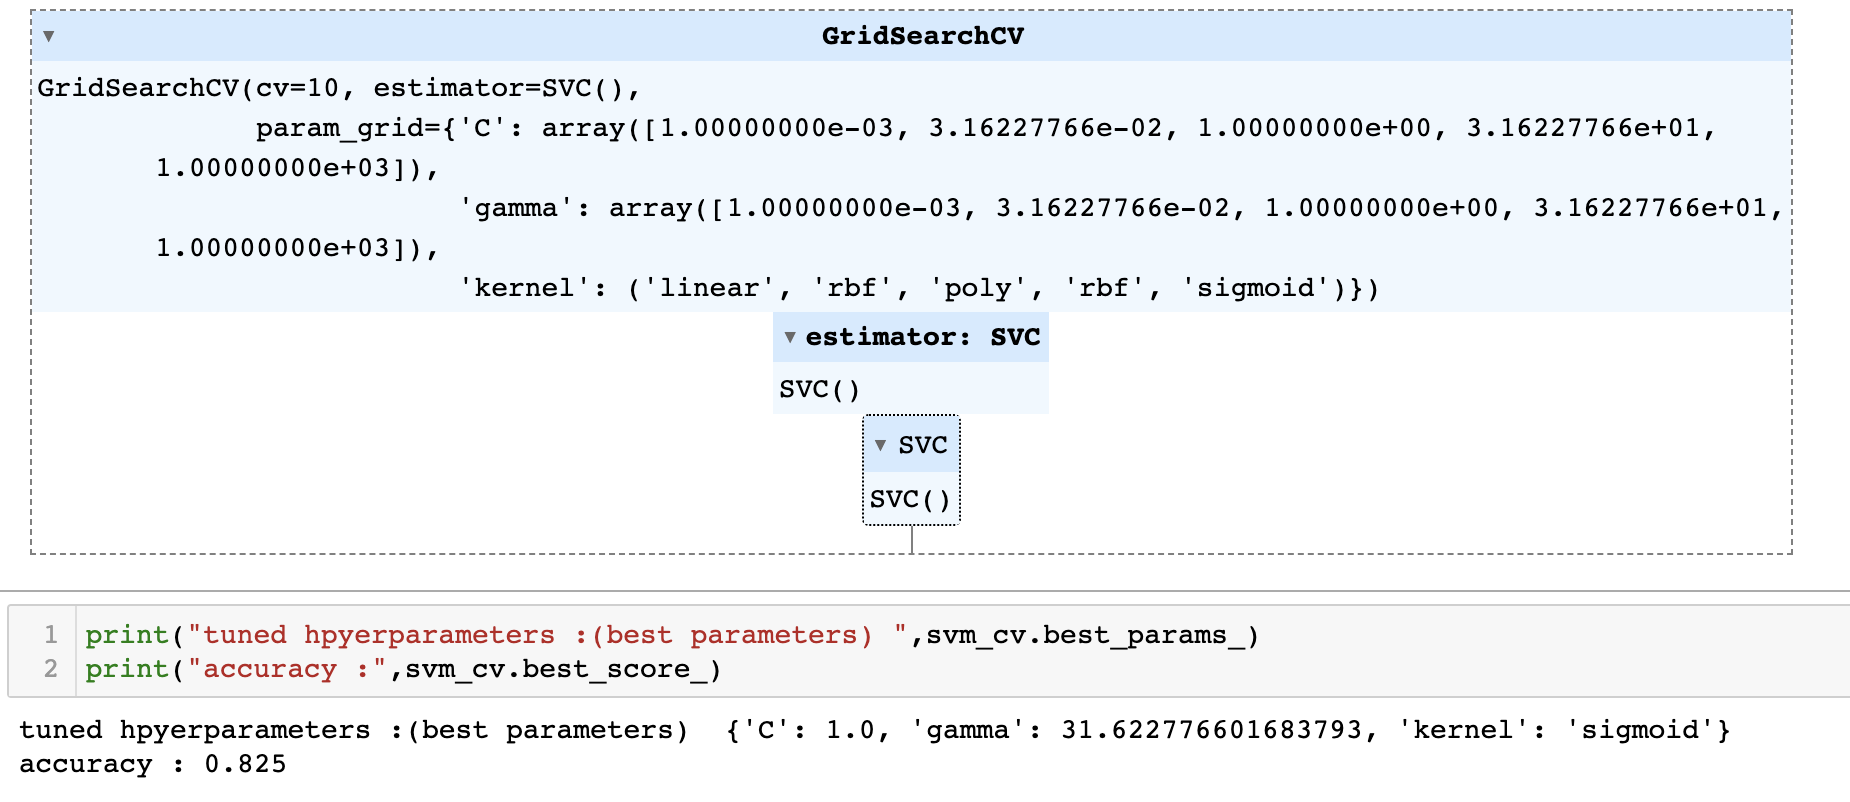 ▼ GridSearchCV
GridSearchCV(cv=10, estimator=SVC(),
param_grid={'C': array([1.00000000e-03, 3.16227766e-02, 1.00000000e+00, 3.16227766e+01,
1.00000000e+03]),
'gamma': array([1.00000000e-03, 3.16227766e-02, 1.00000000e+00, 3.16227766e+01,
1.00000000e+03]),
'kernel': ('linear', 'rbf', 'poly', 'rbf', 'sigmoid')})
▼ estimator: SVC
SVC()
▼ SVC
SVC()
1 print("tuned hpyerparameters :(best parameters) ",svm_cv.best_params_)
2 print("accuracy :",svm_cv.best_score_)
tuned hpyerparameters :(best parameters)  {'C': 1.0, 'gamma': 31.622776601683793, 'kernel': 'sigmoid'}
accuracy : 0.825